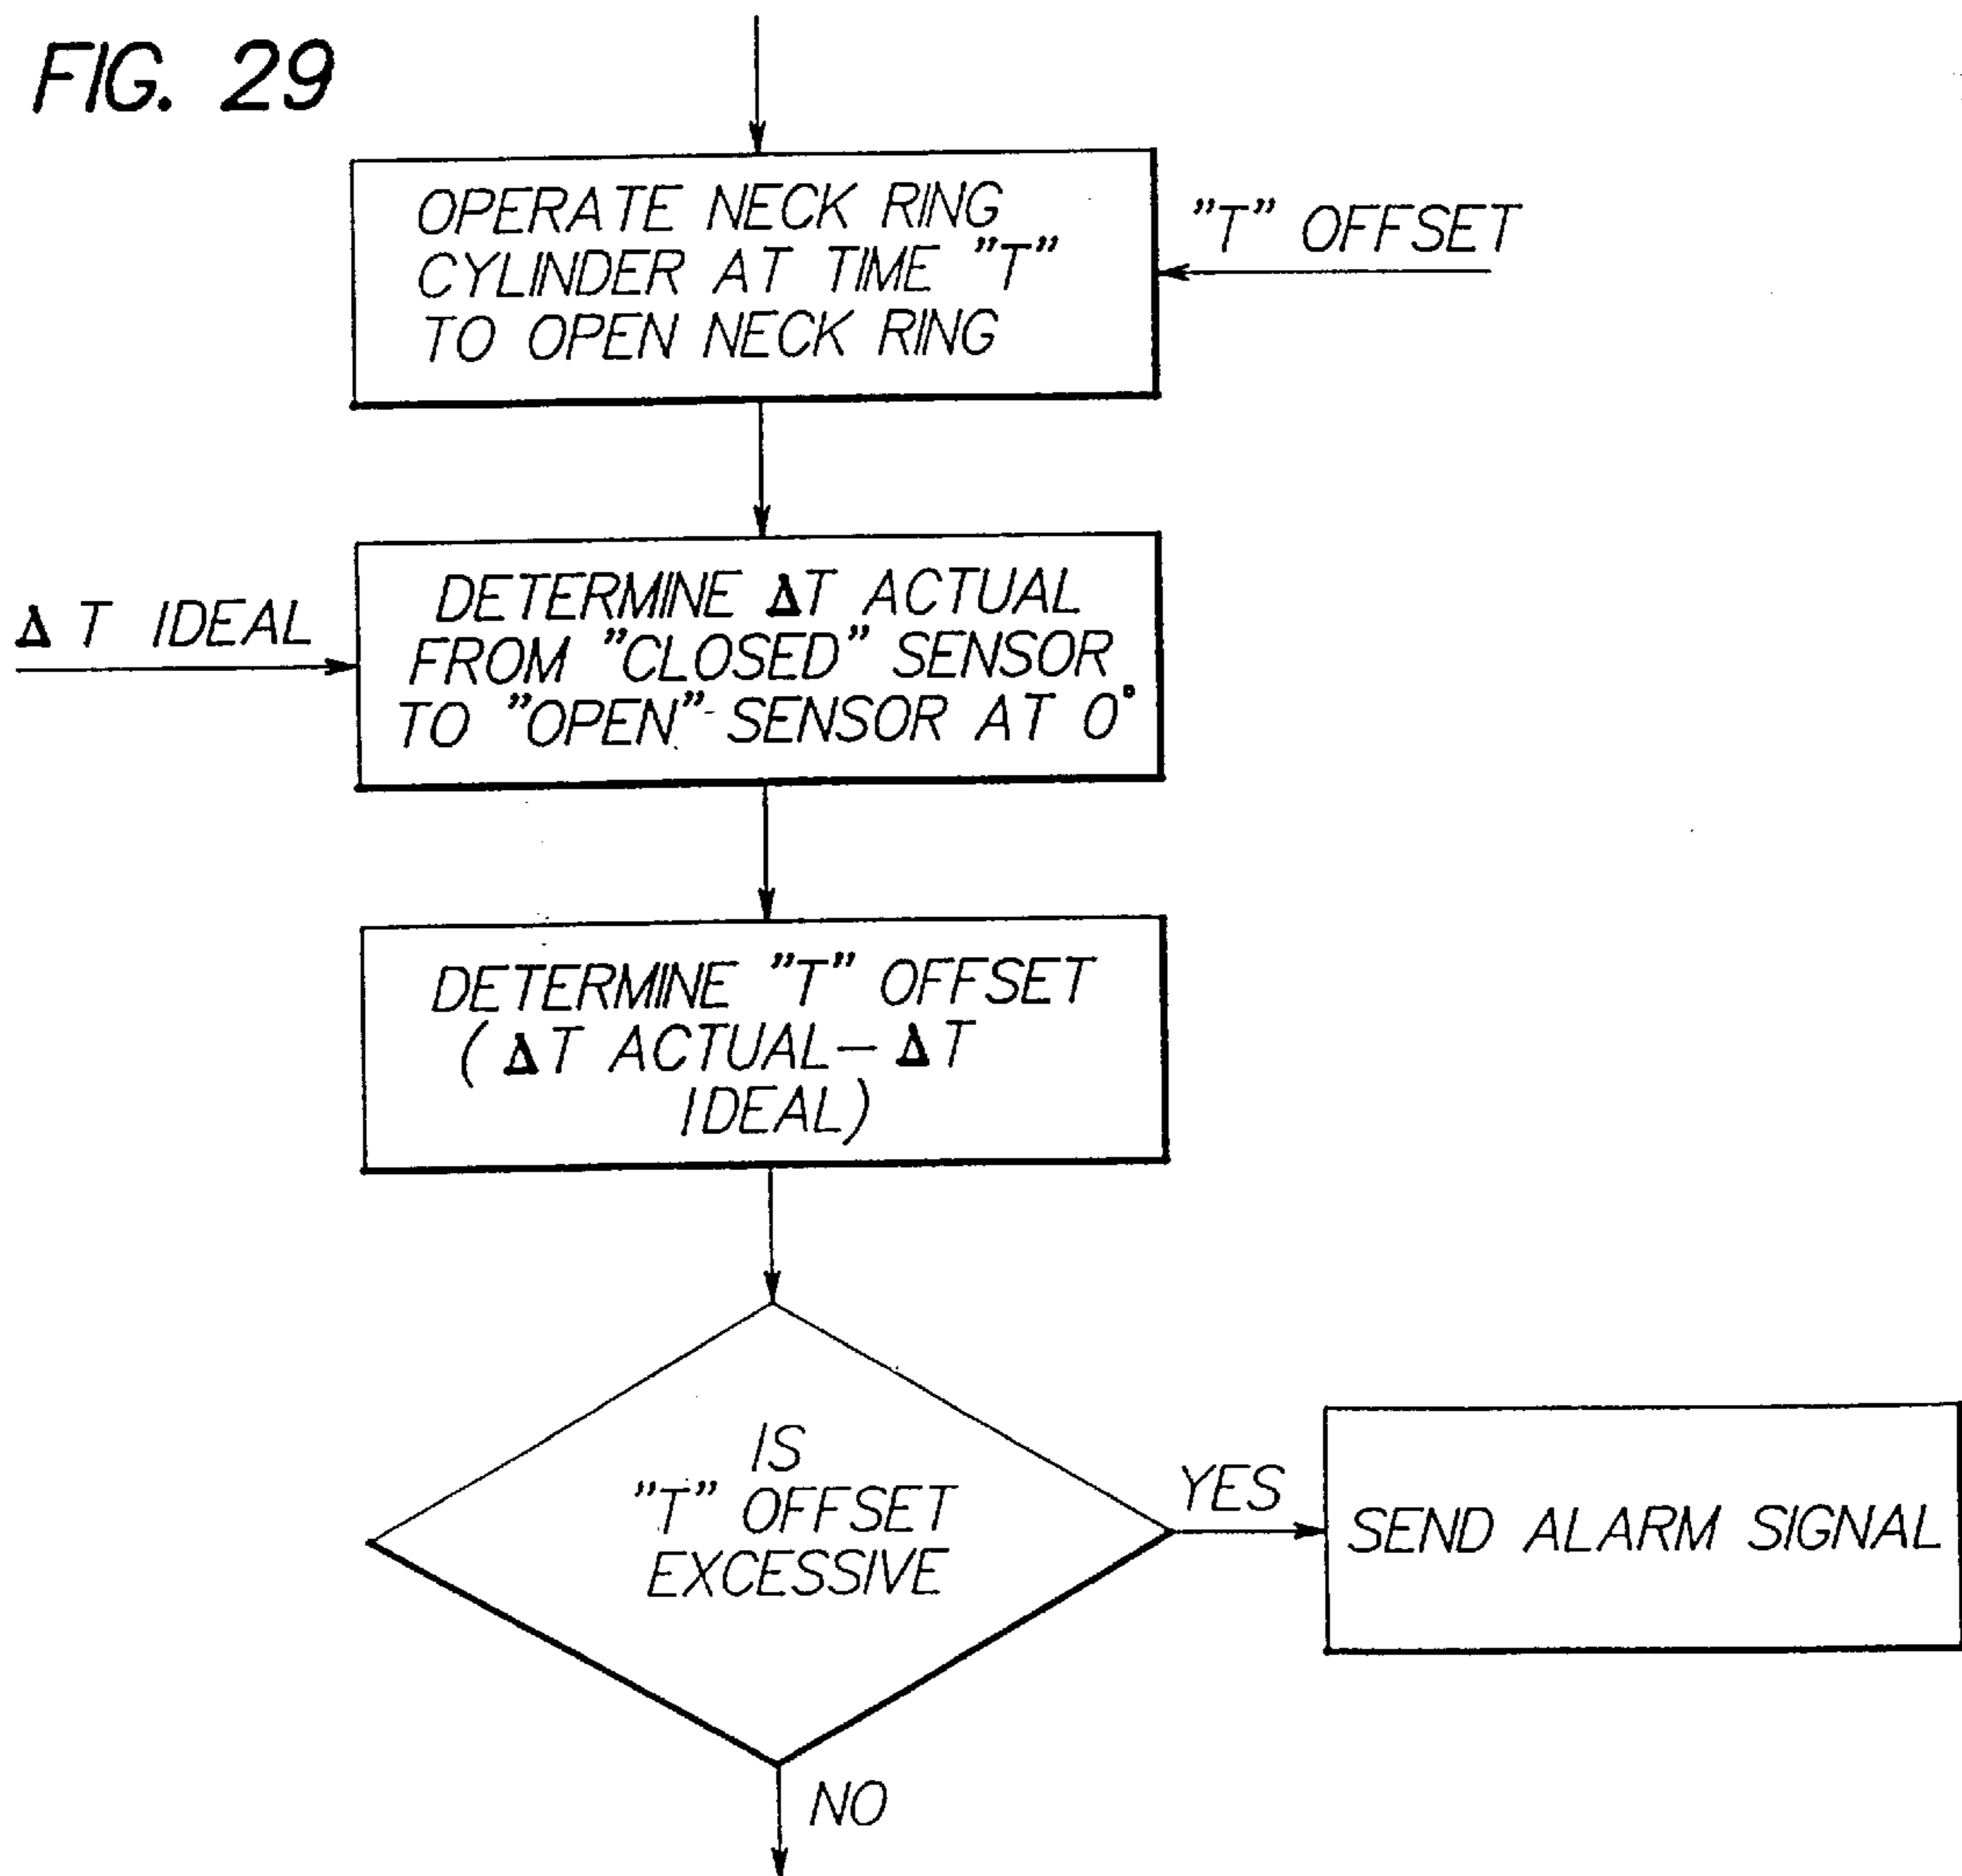 FIG. 29
OPERATE NECK RING
CYLINDER AT TIME "T"
TO OPEN NECK RING
"T" OFFSET
Δ T IDEAL
DETERMINE ΔT ACTUAL
FROM "CLOSED" SENSOR
TO "OPEN" SENSOR AT 0°
DETERMINE "T" OFFSET
(ΔT ACTUAL - ΔT
IDEAL)
IS
"T" OFFSET
EXCESSIVE
YES
SEND ALARM SIGNAL
NO